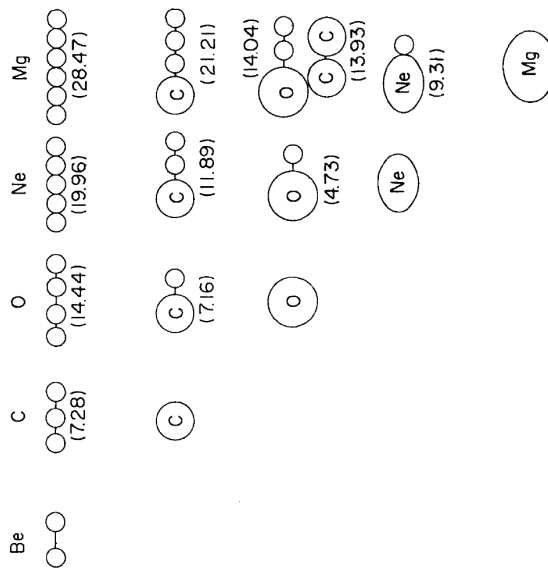 Be C O Ne Mg
(7.28) (14.44) (19.96) (28.47)
C C C C
(7.16) (11.89) (21.21)
O O O
(4.73) (14.04)
C C
(13.93)
Ne Ne
(9.31)
Mg